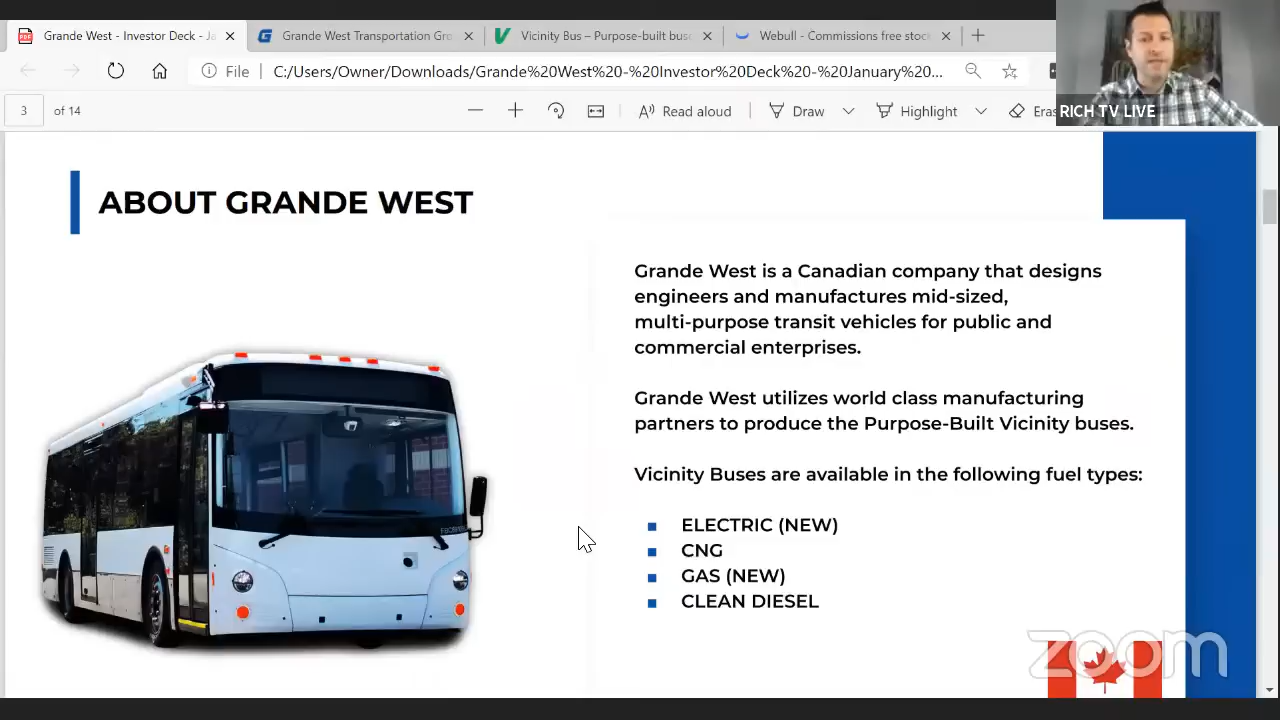 Grande West - Investor Deck - Ja
Grande West Transportation Gro
Vicinity Bus – Purpose-built bus
Webull - Commissions free stock
File
C:/Users/Owner/Downloads/Grande%20West%20-%20Investor%20Deck%20-%20January%20...
3 of 14
Read aloud
Draw
Highlight
Eras
RICH TV LIVE
ABOUT GRANDE WEST
Grande West is a Canadian company that designs
engineers and manufactures mid-sized,
multi-purpose transit vehicles for public and
commercial enterprises.
Grande West utilizes world class manufacturing
partners to produce the Purpose-Built Vicinity buses.
Vicinity Buses are available in the following fuel types:
ELECTRIC (NEW)
CNG
GAS (NEW)
CLEAN DIESEL
zoom